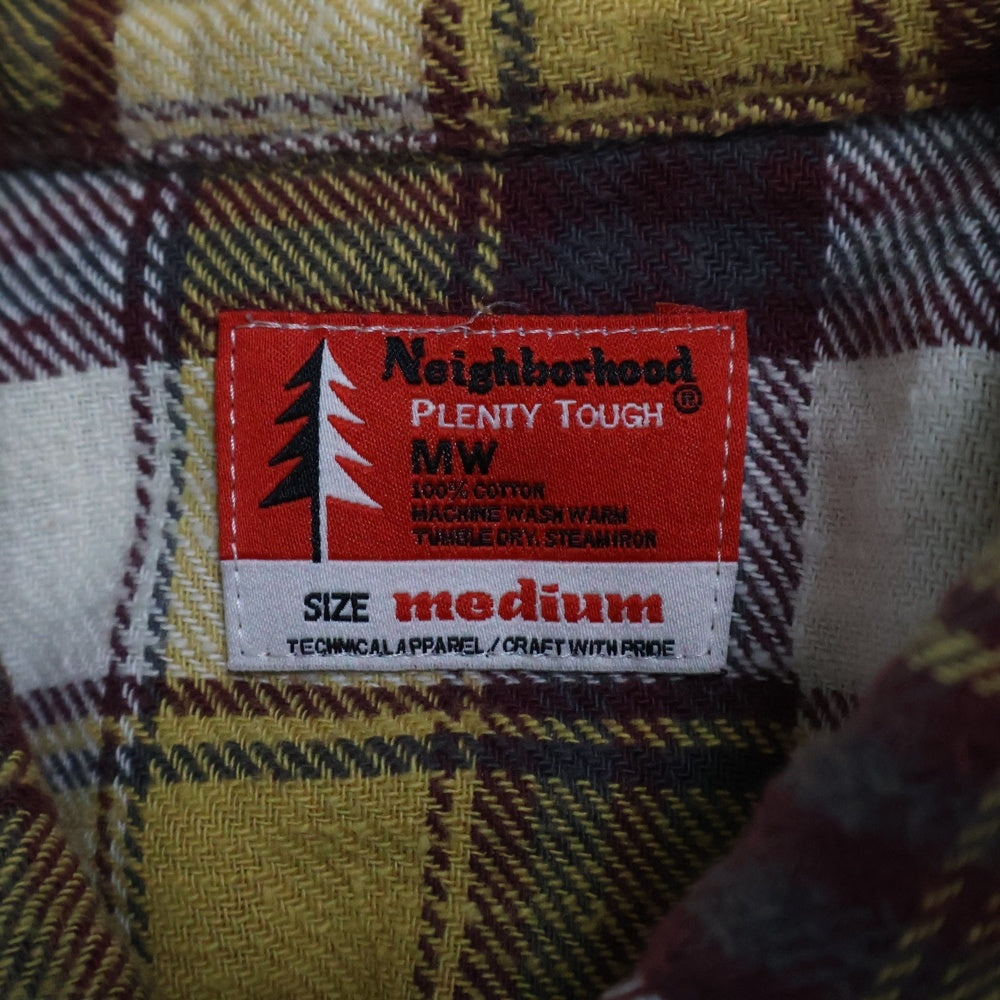 Neighborhood ®
PLENTY TOUGH
MW
100% COTTON
MACHINE WASH WARM
TUMBLE DRY. STEAM IRON
SIZE medium
TECHNICAL APPAREL / CRAFT WITH PRIDE